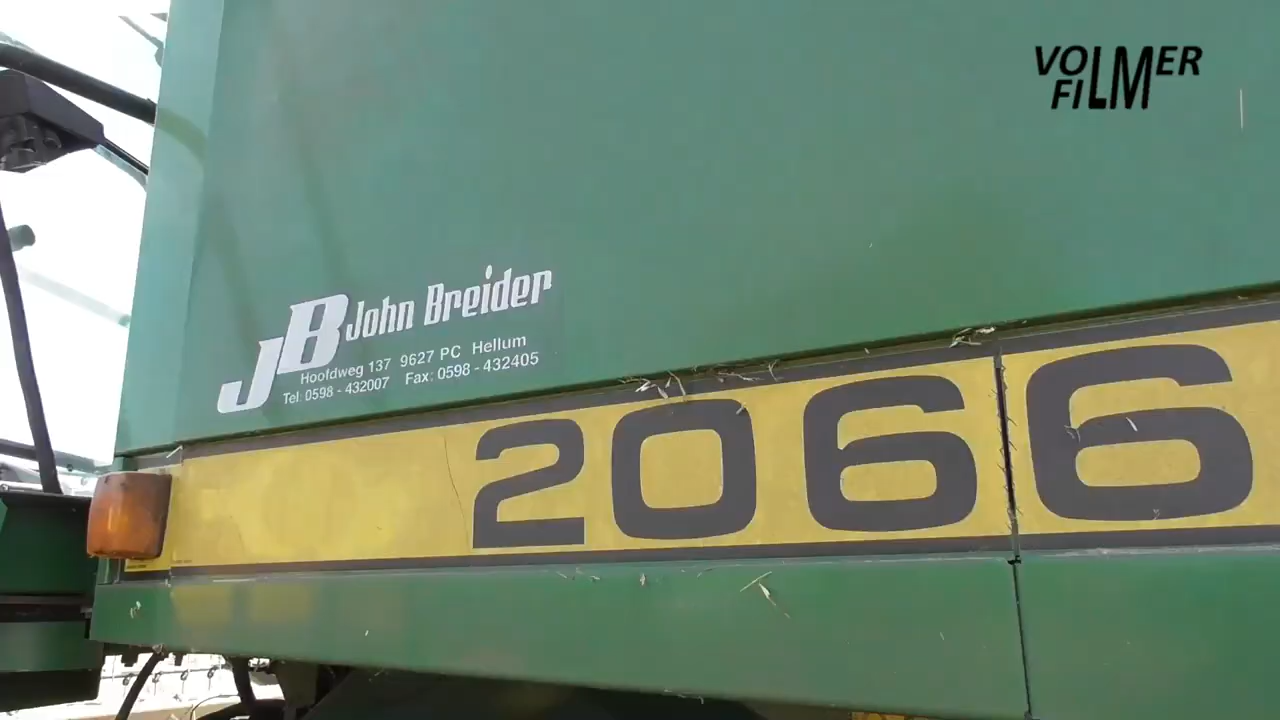 VOLMER
FILM
JB John Breider
Hoofdweg 137 9627 PC Hellum
Tel: 0598 - 432007 Fax: 0598 - 432405
2066